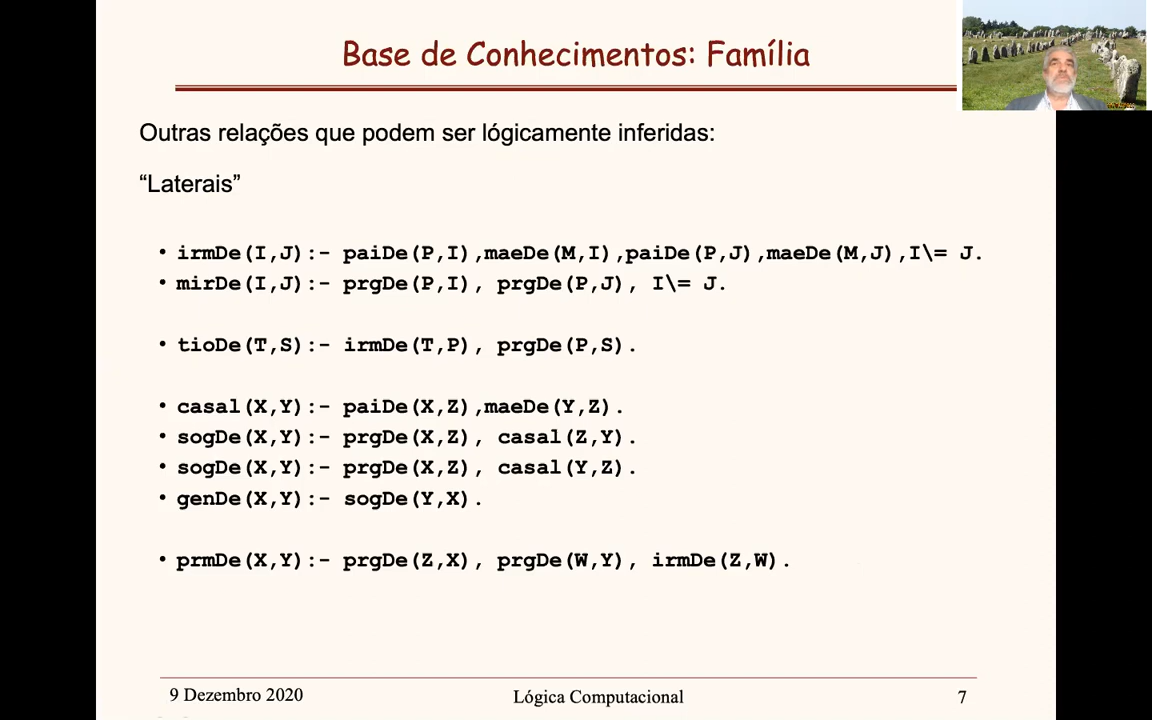 Base de Conhecimentos: Família
Outras relações que podem ser lógicamente inferidas:
“Laterais”
• irmDe(I,J):- paiDe(P,I),maeDe(M,I),paiDe(P,J),maeDe(M,J),I\= J.
• mirDe(I,J):- prgDe(P,I), prgDe(P,J), I\= J.
• tioDe(T,S):- irmDe(T,P), prgDe(P,S).
• casal(X,Y):- paiDe(X,Z),maeDe(Y,Z).
• sogDe(X,Y):- prgDe(X,Z), casal(Z,Y).
• sogDe(X,Y):- prgDe(X,Z), casal(Y,Z).
• genDe(X,Y):- sogDe(Y,X).
• prmDe(X,Y):- prgDe(Z,X), prgDe(W,Y), irmDe(Z,W).
9 Dezembro 2020
Lógica Computacional
7